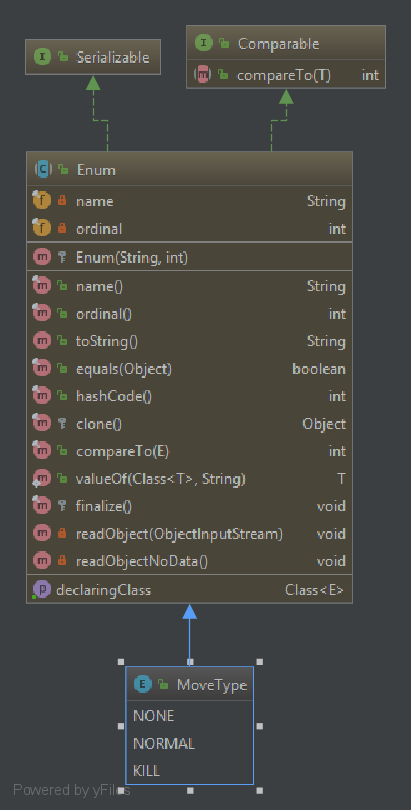 Serializable
Comparable
compareTo(T) int
Enum
name String
ordinal int
Enum(String, int)
name() String
ordinal() int
toString() String
equals(Object) boolean
hashCode() int
clone() Object
compareTo(E) int
valueOf(Class<T>, String) T
finalize() void
readObject(ObjectInputStream) void
readObjectNoData() void
declaringClass Class<E>
MoveType
NONE
NORMAL
KILL
Powered by yFiles